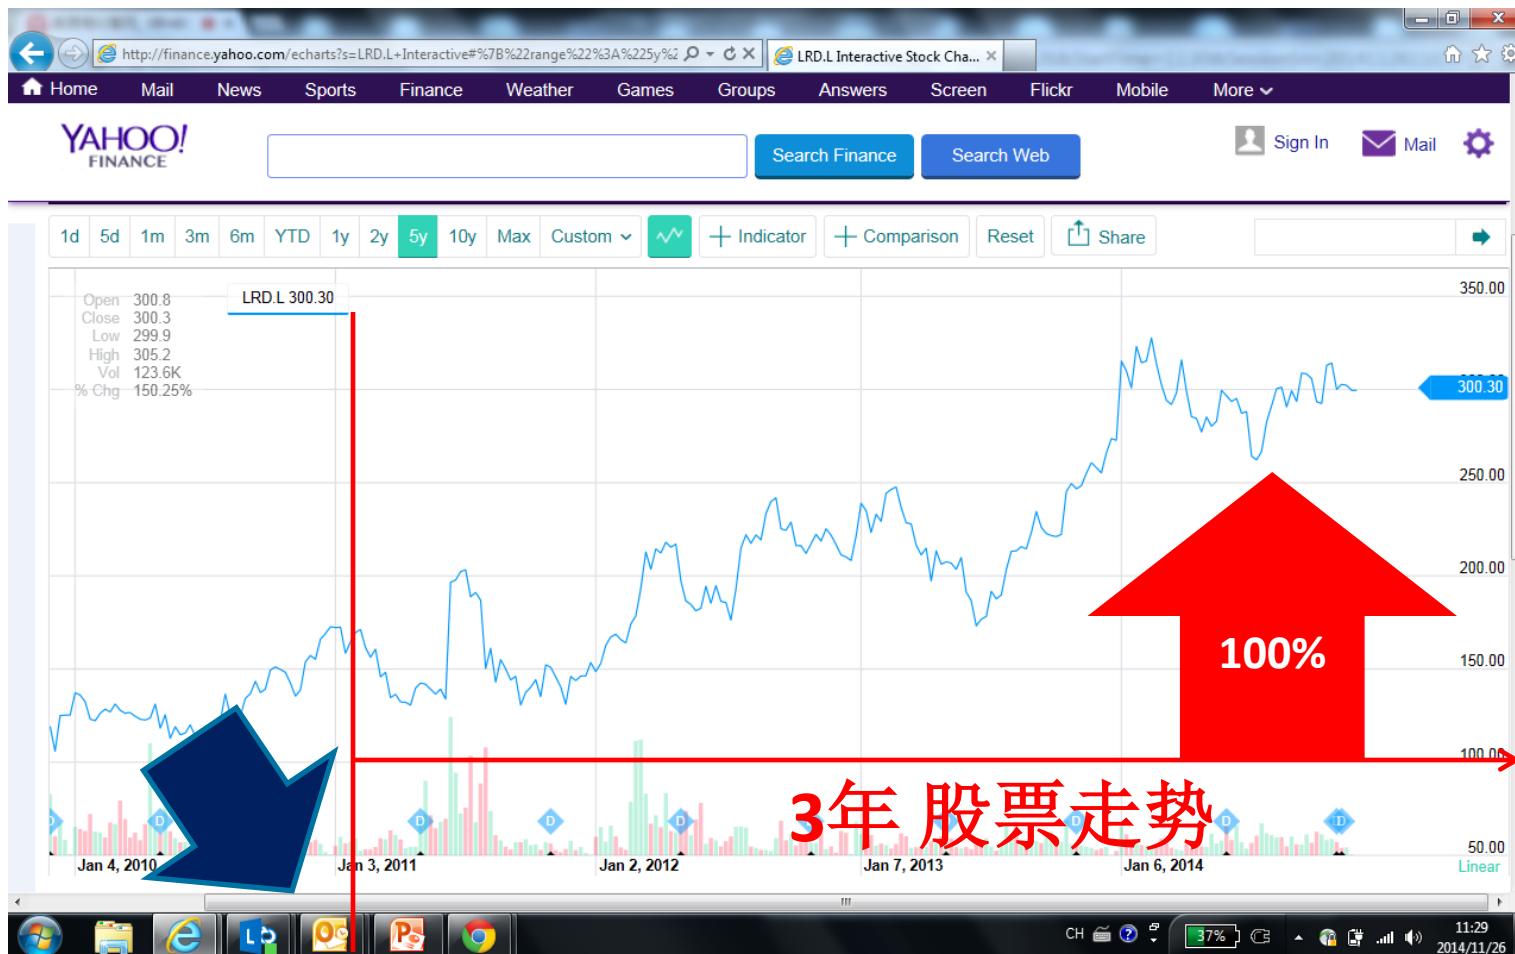 http://finance.yahoo.com/echarts?s=LRD.L+Interactive#%7B%22range%22%3A%225y%2
LRD.L Interactive Stock Cha...
Home Mail News Sports Finance Weather Games Groups Answers Screen Flickr Mobile More
YAHOO!
FINANCE
Search Finance
Search Web
Sign In
Mail
1d 5d 1m 3m 6m YTD 1y 2y 5y 10y Max Custom Indicator Comparison Reset Share
Open 300.8
Close 300.3
Low 299.9
High 305.2
Vol 123.6K
% Chg 150.25%
LRD.L 300.30
350.00
300.30
250.00
200.00
150.00
100.00
50.00
100%
3年 股票走势
D D D D D D D
Jan 4, 2010 Jan 3, 2011 Jan 2, 2012 Jan 7, 2013 Jan 6, 2014
Linear
CH
37%
11:29
2014/11/26